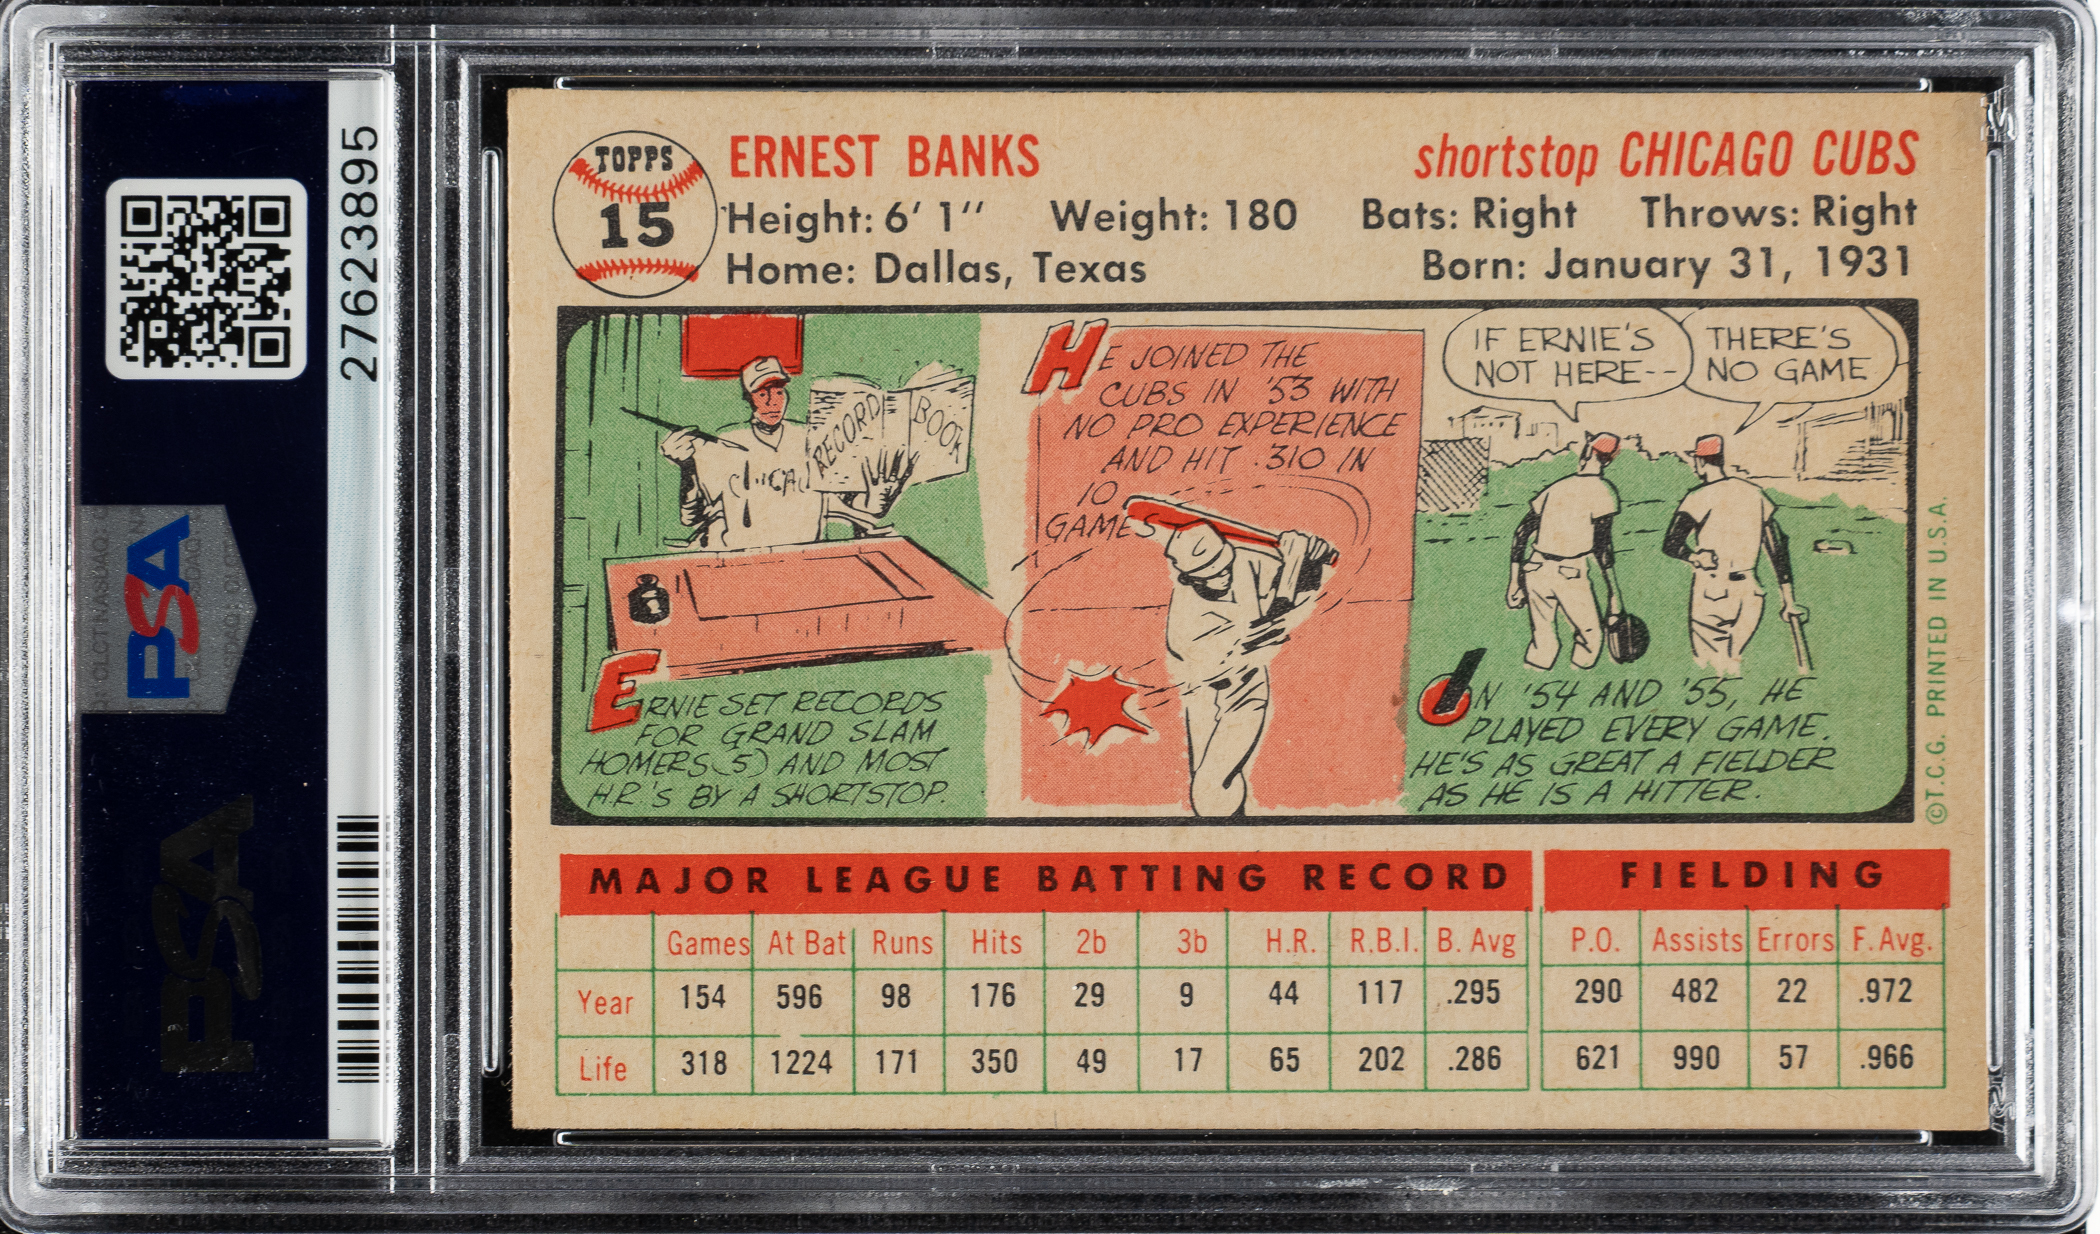 27623895
PSA
PSA
TOPPS
15
ERNEST BANKS
shortstop CHICAGO CUBS
Height: 6' 1'' Weight: 180 Bats: Right Throws: Right
Home: Dallas, Texas Born: January 31, 1931
RECORD BOOK
ERNIE SET RECORDS
FOR GRAND SLAM
HOMERS (5) AND MOST
H.R.'S BY A SHORTSTOP.
HE JOINED THE
CUBS IN '53 WITH
NO PRO EXPERIENCE
AND HIT .310 IN
10
GAMES
IF ERNIE'S
NOT HERE--
THERE'S
NO GAME
IN '54 AND '55, HE
PLAYED EVERY GAME.
HE'S AS GREAT A FIELDER
AS HE IS A HITTER.
©T.C.G. PRINTED IN U.S.A.
MAJOR LEAGUE BATTING RECORD FIELDING
Games At Bat Runs Hits 2b 3b H.R. R.B.I. B. Avg P.O. Assists Errors F. Avg.
Year 154 596 98 176 29 9 44 117 .295 290 482 22 .972
Life 318 1224 171 350 49 17 65 202 .286 621 990 57 .966